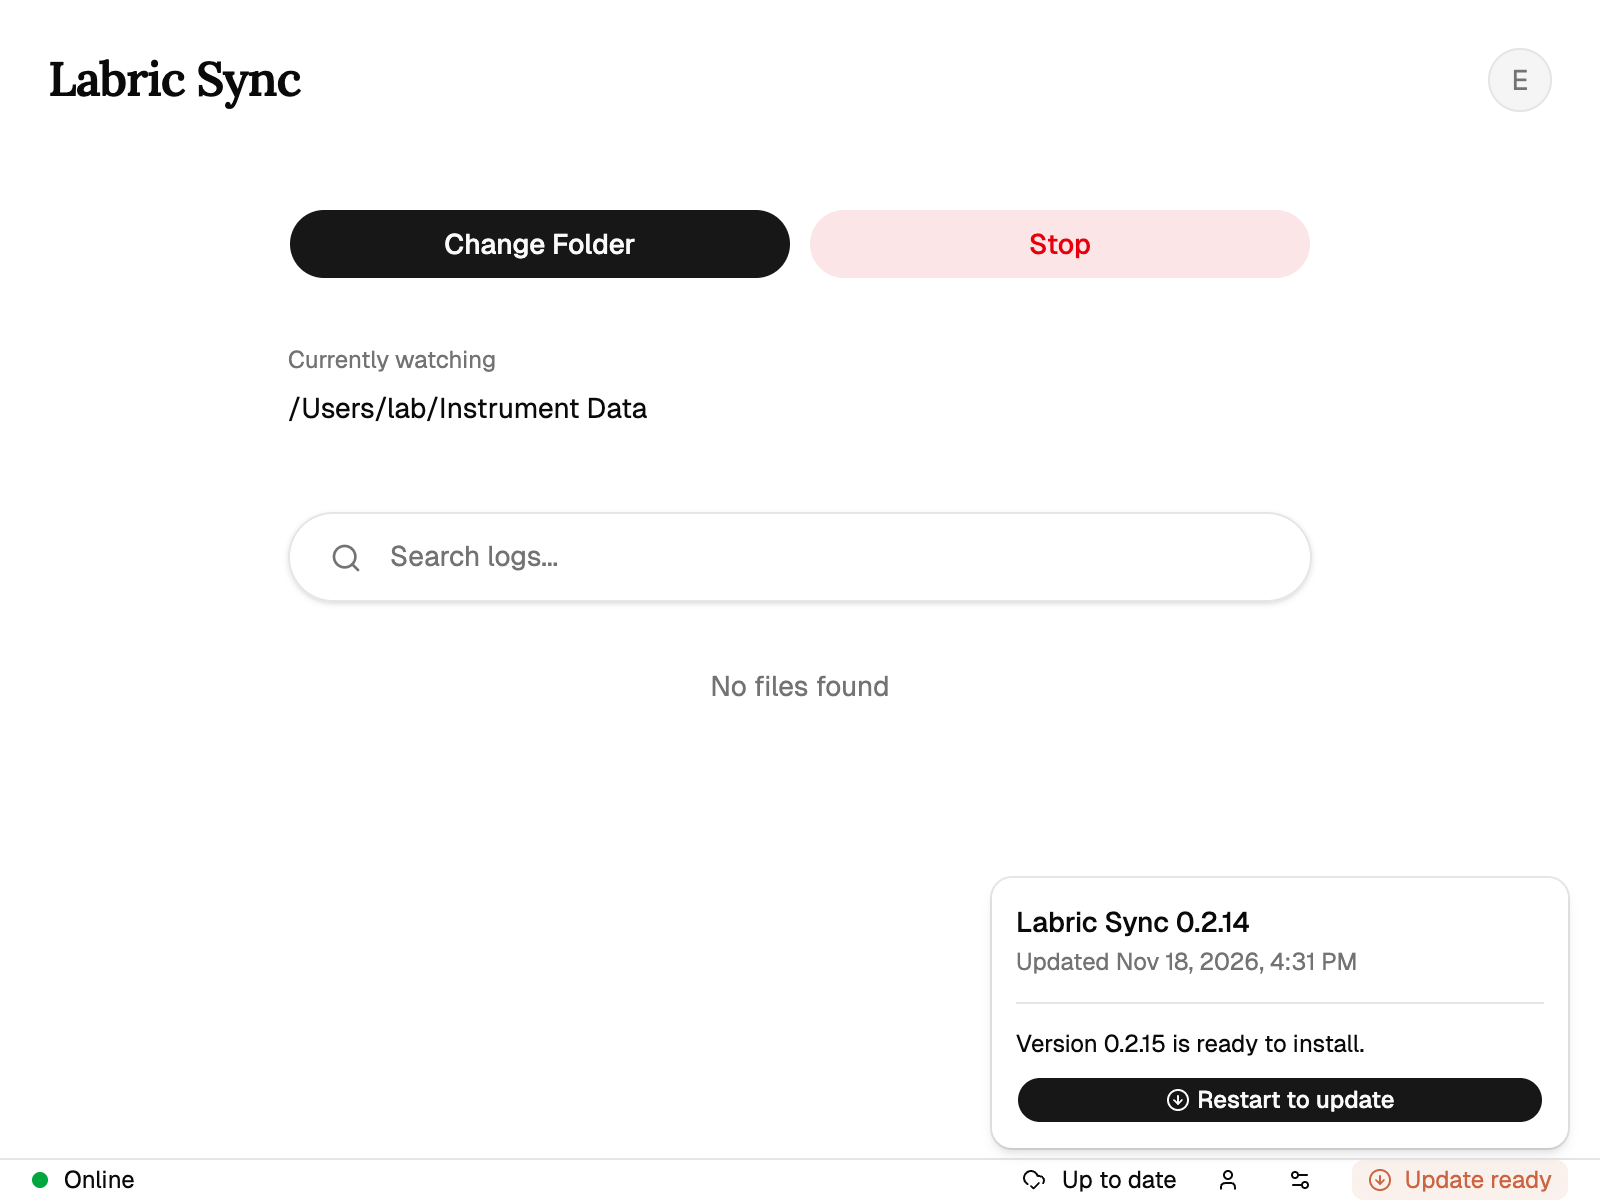 Labric Sync
E
Change Folder
Stop
Currently watching
/Users/lab/Instrument Data
Search logs...
No files found
Labric Sync 0.2.14
Updated Nov 18, 2026, 4:31 PM
Version 0.2.15 is ready to install.
Restart to update
Online
Up to date
Update ready